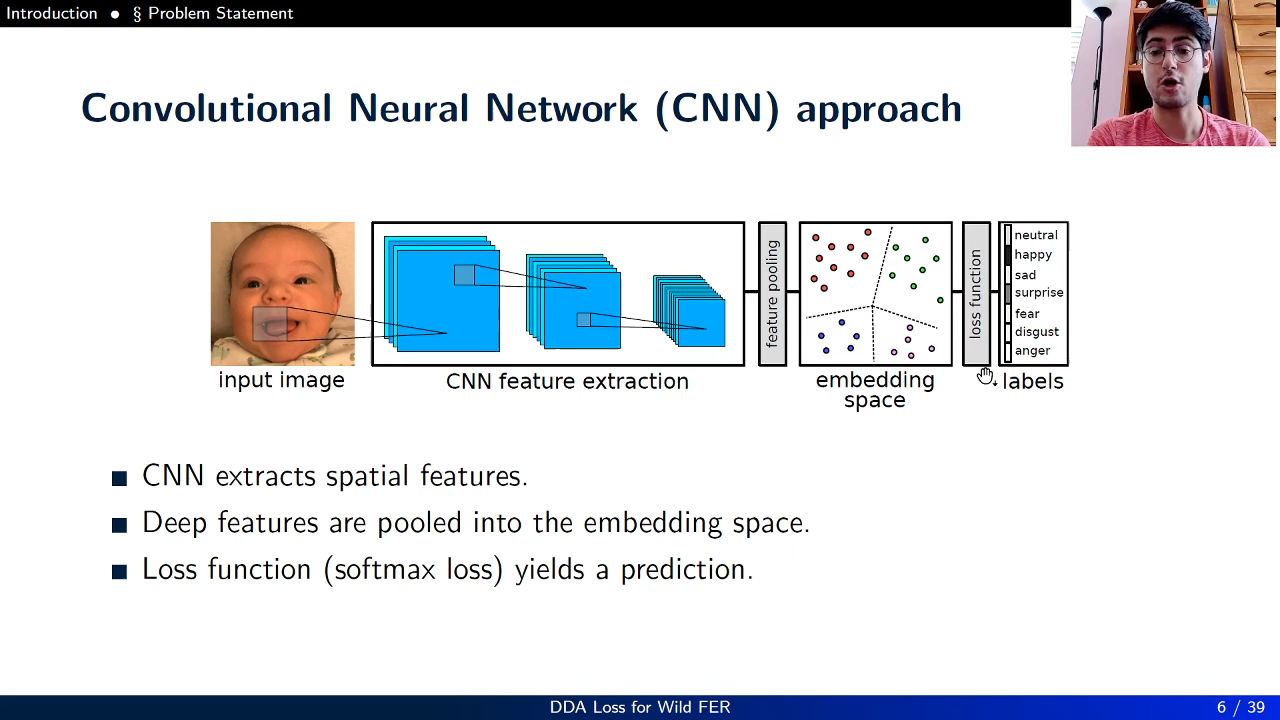 Introduction ● § Problem Statement
Convolutional Neural Network (CNN) approach
feature pooling
loss function
neutral
happy
sad
surprise
fear
disgust
anger
input image
CNN feature extraction
embedding
space
labels
CNN extracts spatial features.
Deep features are pooled into the embedding space.
Loss function (softmax loss) yields a prediction.
DDA Loss for Wild FER
6 / 39